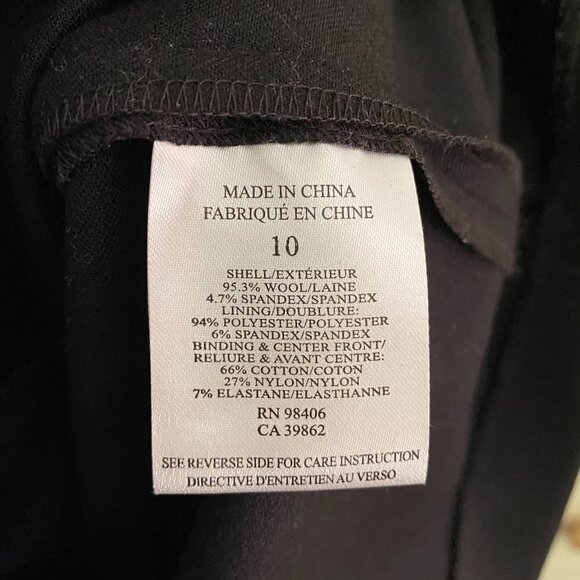 MADE IN CHINA
FABRIQUÉ EN CHINE
10
SHELL/EXTÉRIEUR
95.3% WOOL/LAINE
4.7% SPANDEX/SPANDEX
LINING/DOUBLURE:
94% POLYESTER/POLYESTER
6% SPANDEX/SPANDEX
BINDING & CENTER FRONT/
RELIURE & AVANT CENTRE:
66% COTTON/COTON
27% NYLON/NYLON
7% ELASTANE/ELASTHANNE
RN 98406
CA 39862
SEE REVERSE SIDE FOR CARE INSTRUCTION
DIRECTIVE D'ENTRETIEN AU VERSO